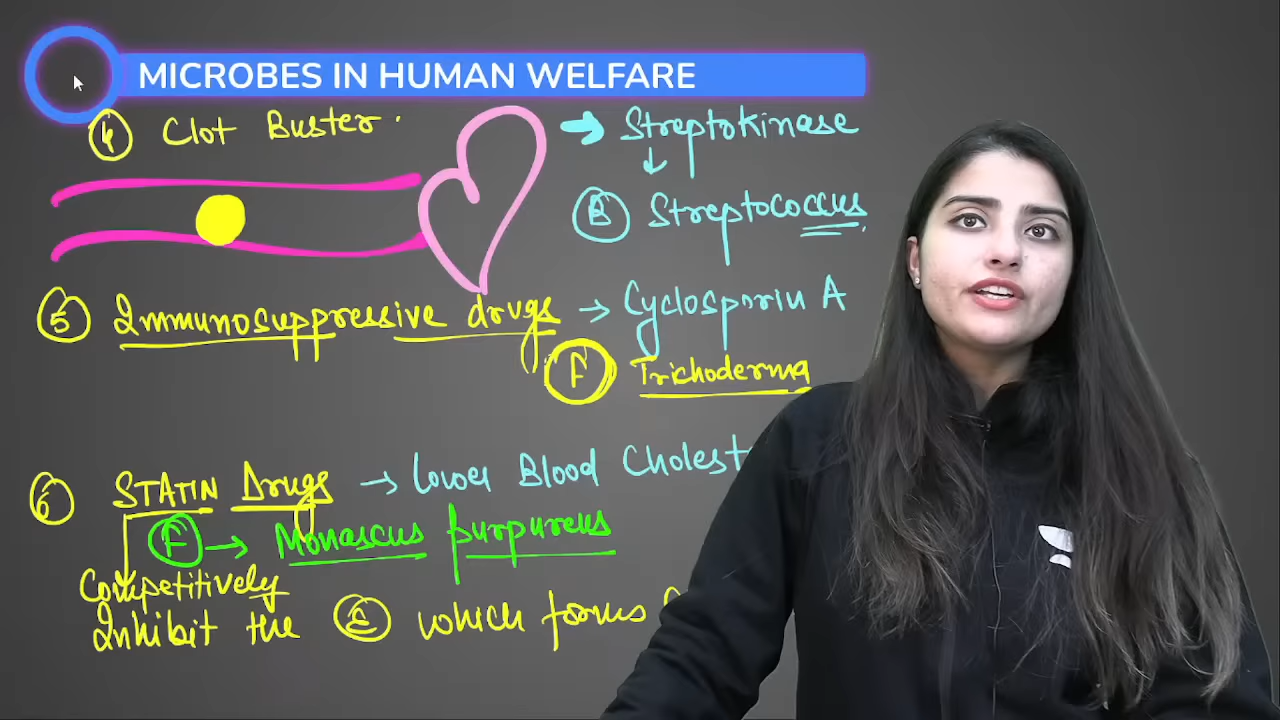 MICROBES IN HUMAN WELFARE
4 Clot Buster.
→ Streptokinase
↓
B Streptococcus
5 Immunosuppressive drugs → Cyclosporin A
F Trichoderma
6 STATIN Drugs → Lower Blood Cholest
F → Monascus purpureus
Competitively
Inhibit the E which forms